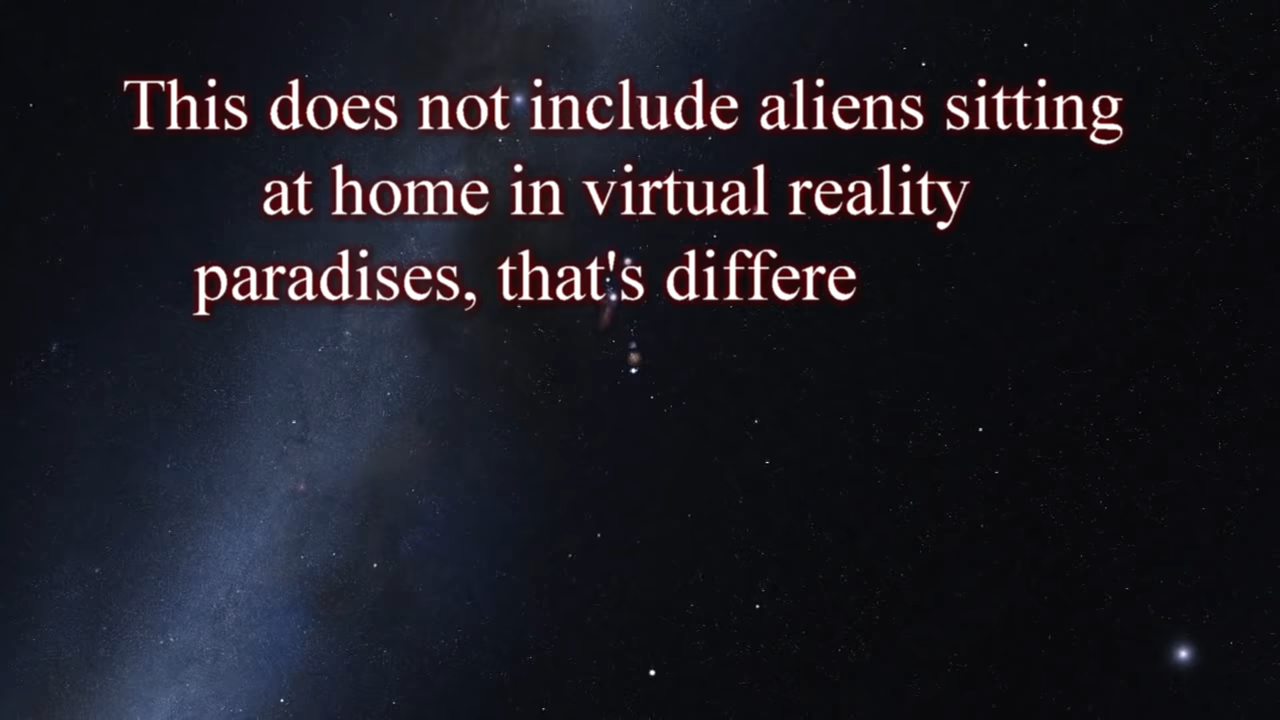 This does not include aliens sitting
at home in virtual reality
paradises, that's differe